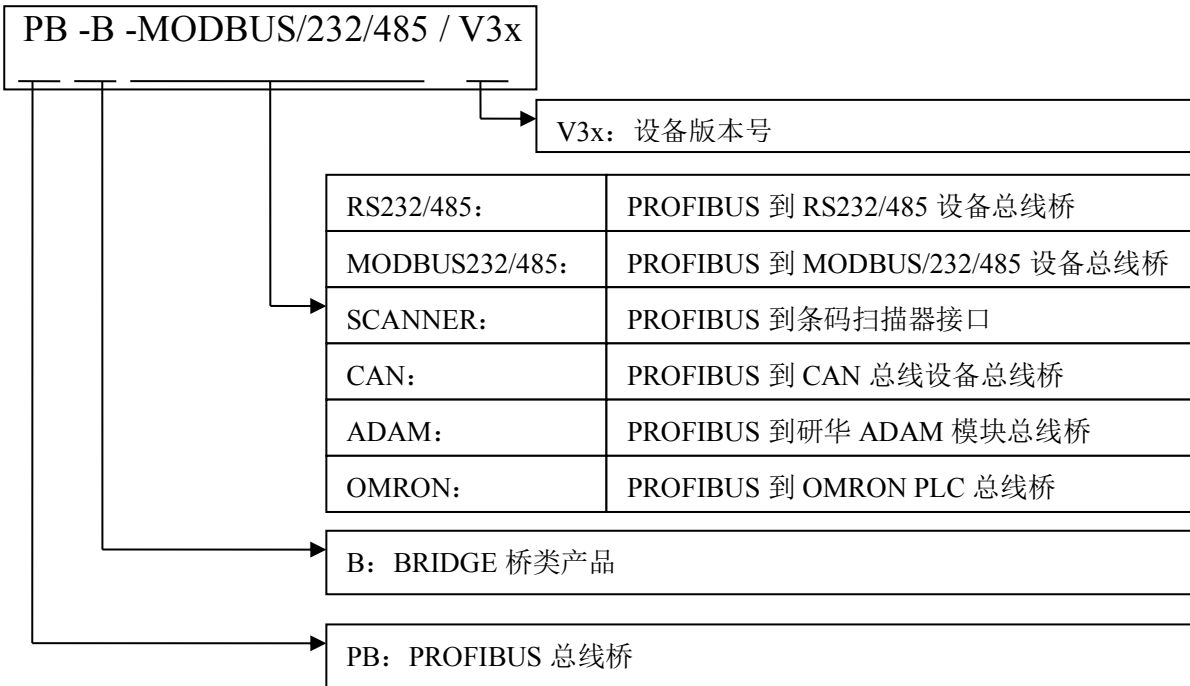 PB -B -MODBUS/232/485 / V3x
V3x：设备版本号
RS232/485： PROFIBUS 到 RS232/485 设备总线桥
MODBUS232/485： PROFIBUS 到 MODBUS/232/485 设备总线桥
SCANNER： PROFIBUS 到条码扫描器接口
CAN： PROFIBUS 到 CAN 总线设备总线桥
ADAM： PROFIBUS 到研华 ADAM 模块总线桥
OMRON： PROFIBUS 到 OMRON PLC 总线桥
B：BRIDGE 桥类产品
PB：PROFIBUS 总线桥